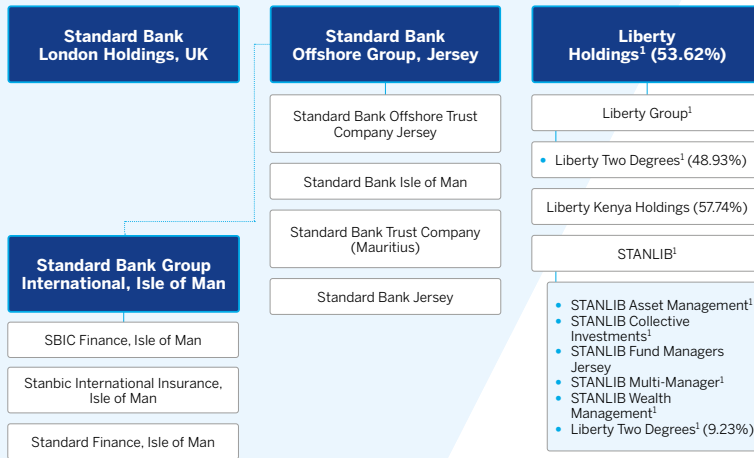 Standard Bank
London Holdings, UK
Standard Bank
Offshore Group, Jersey
Standard Bank Offshore Trust
Company Jersey
Standard Bank Isle of Man
Standard Bank Trust Company
(Mauritius)
Standard Bank Jersey
Standard Bank Group
International, Isle of Man
SBIC Finance, Isle of Man
Stanbic International Insurance,
Isle of Man
Standard Finance, Isle of Man
Liberty
Holdings¹ (53.62%)
Liberty Group¹
• Liberty Two Degrees¹ (48.93%)
Liberty Kenya Holdings (57.74%)
STANLIB¹
• STANLIB Asset Management¹
• STANLIB Collective
Investments¹
• STANLIB Fund Managers
Jersey
• STANLIB Multi-Manager¹
• STANLIB Wealth
Management¹
• Liberty Two Degrees¹ (9.23%)